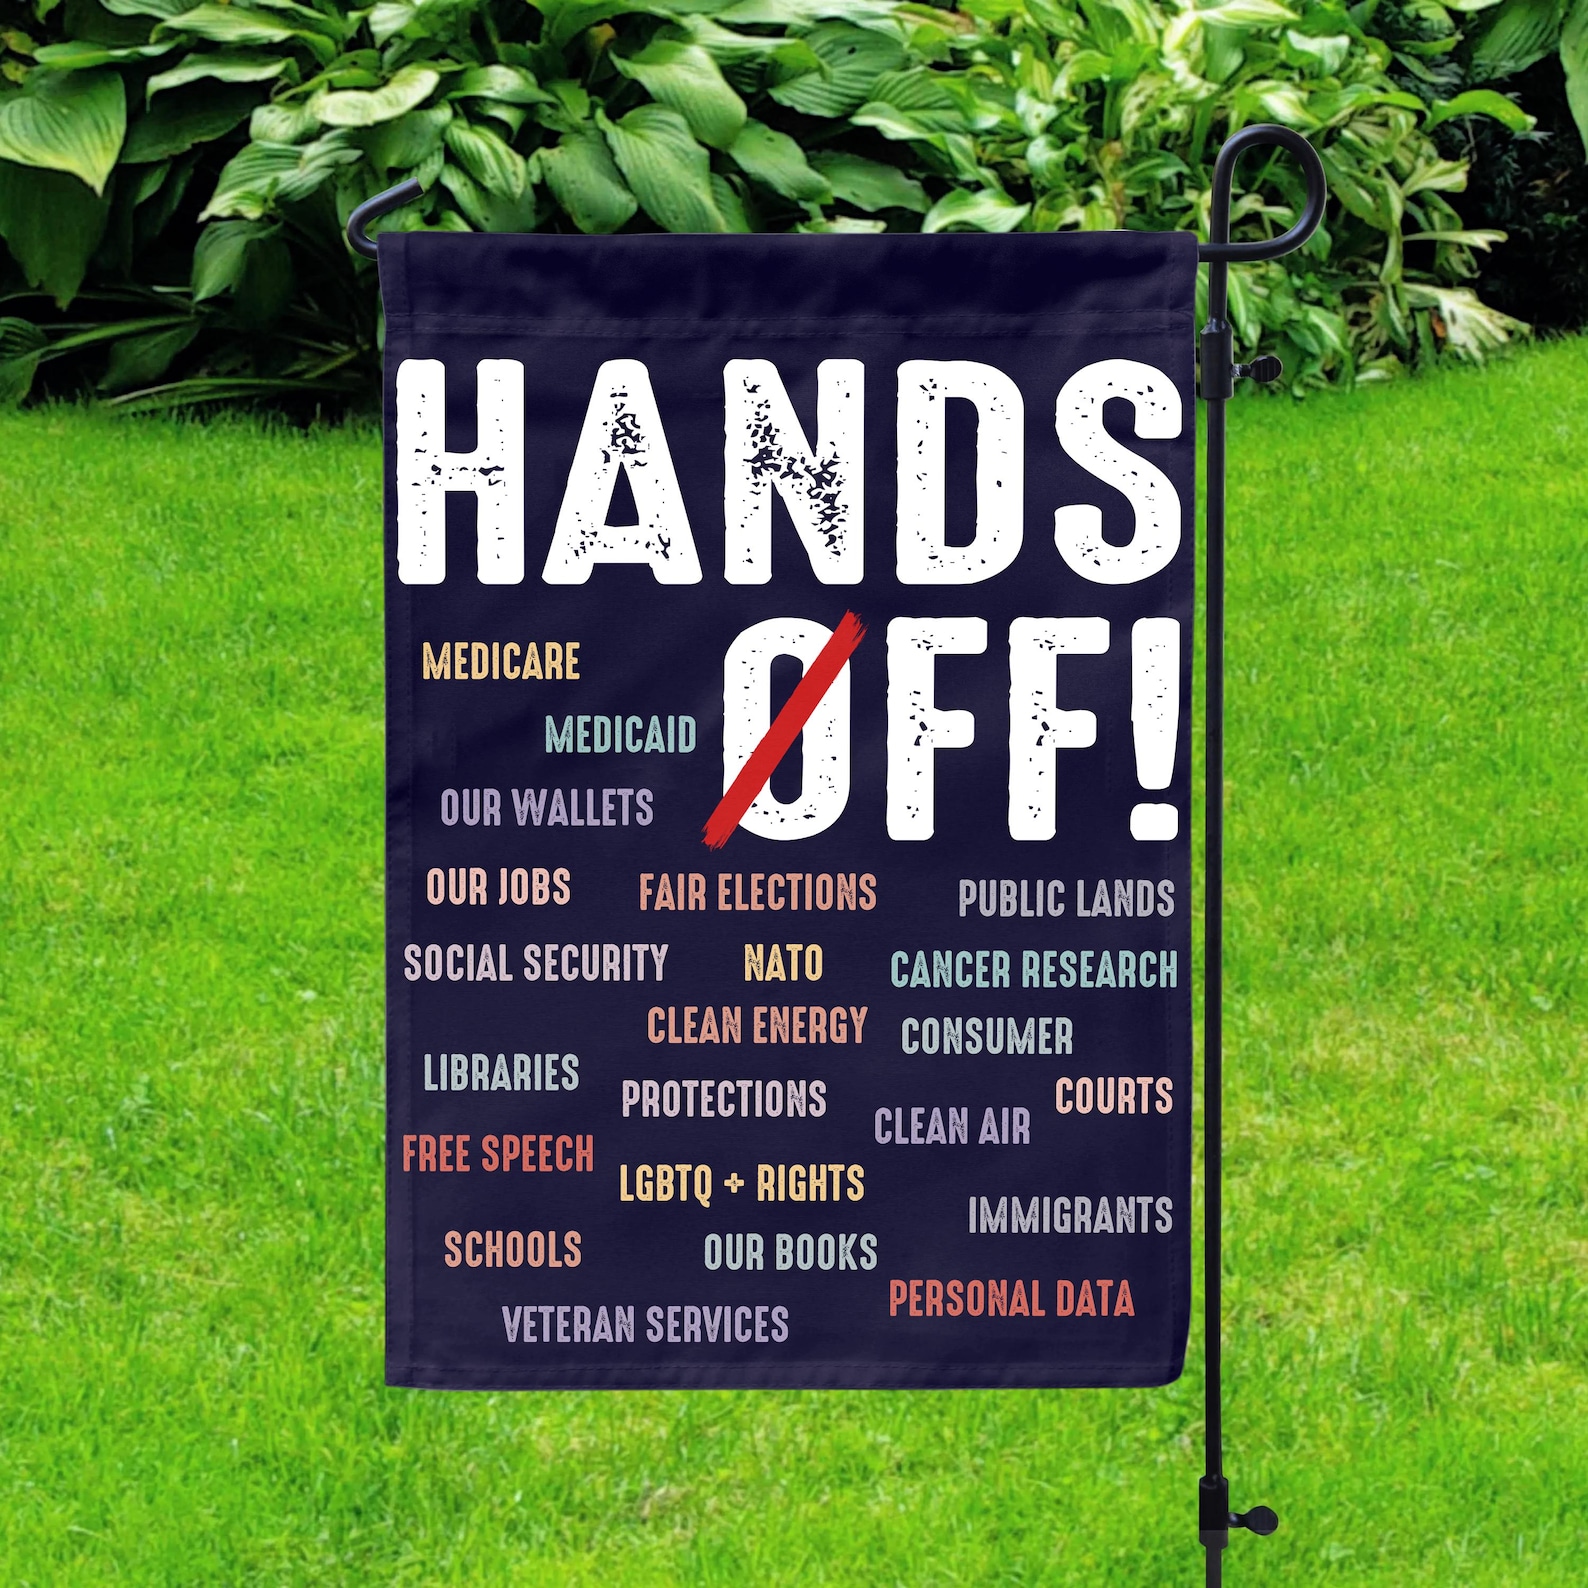 HANDS
OFF!
MEDICARE
MEDICAID
OUR WALLETS
OUR JOBS FAIR ELECTIONS PUBLIC LANDS
SOCIAL SECURITY NATO CANCER RESEARCH
CLEAN ENERGY CONSUMER
LIBRARIES PROTECTIONS COURTS
CLEAN AIR
FREE SPEECH
LGBTQ + RIGHTS
IMMIGRANTS
SCHOOLS OUR BOOKS
PERSONAL DATA
VETERAN SERVICES